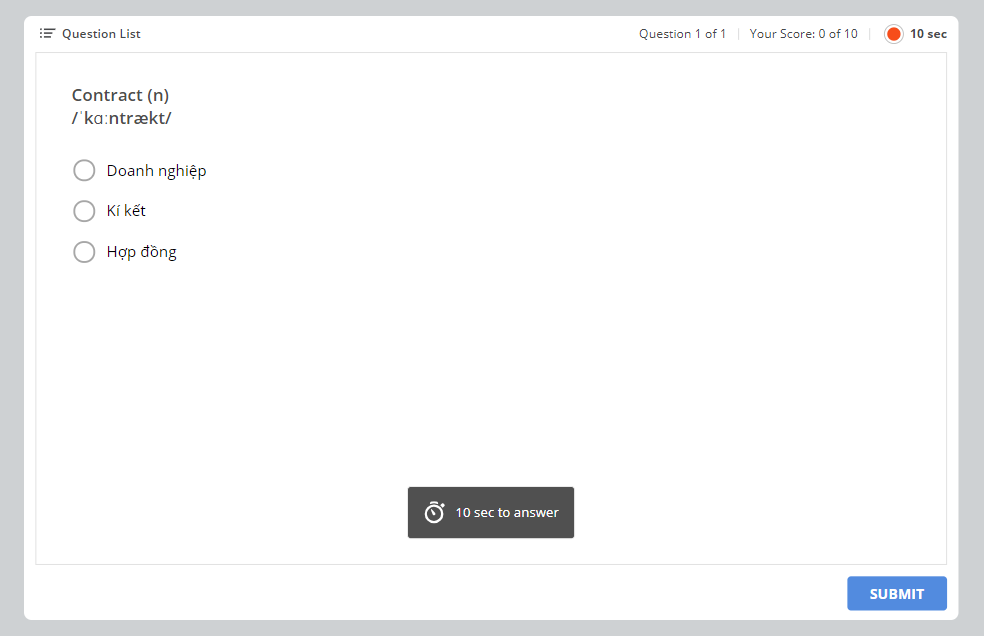 Question List
Question 1 of 1
Your Score: 0 of 10
10 sec
Contract (n)
/ˈkɑːntrækt/
Doanh nghiệp
Kí kết
Hợp đồng
10 sec to answer
SUBMIT